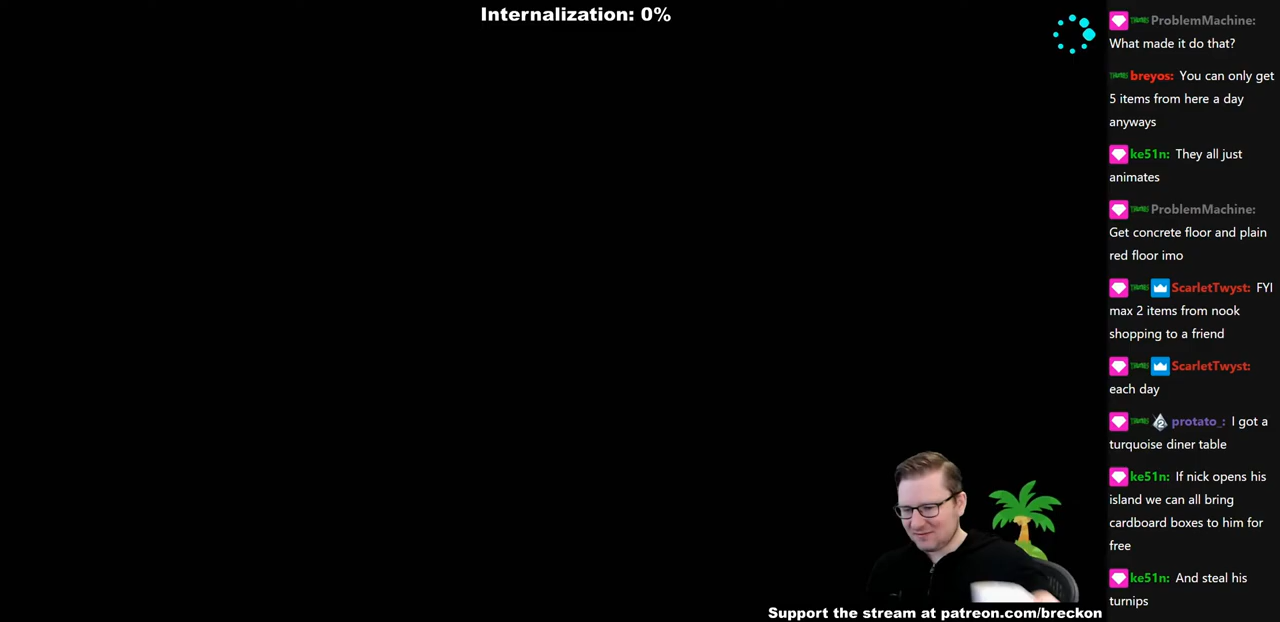 Internalization: 0%
ProblemMachine:
What made it do that?
breyos: You can only get
5 items from here a day
anyways
ke51n: They all just
animates
ProblemMachine:
Get concrete floor and plain
red floor imo
ScarletTwyst: FYI
max 2 items from nook
shopping to a friend
ScarletTwyst:
each day
protato_: I got a
turquoise diner table
ke51n: If nick opens his
island we can all bring
cardboard boxes to him for
free
ke51n: And steal his
turnips
Support the stream at patreon.com/breckon